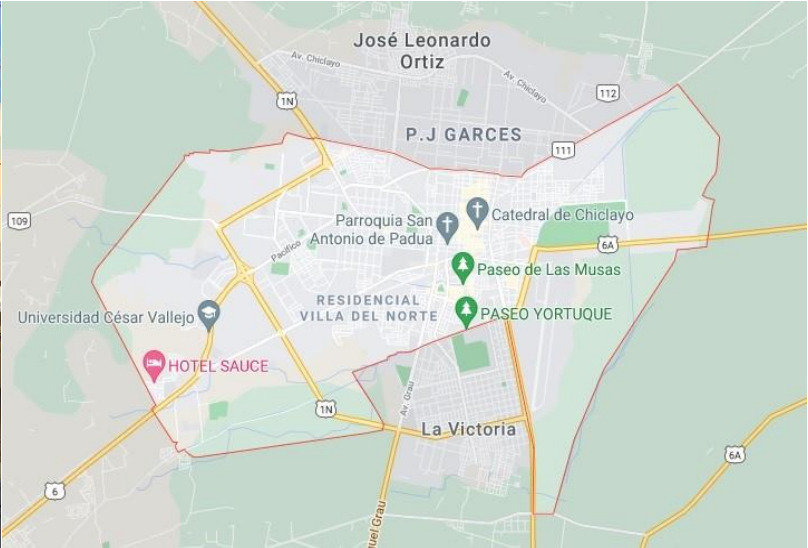 José Leonardo
Ortiz
Av. Chiclayo
Av. Chiclayo
1N
112
P.J GARCES
111
109
Parroquia San
Antonio de Padua
Catedral de Chiclayo
6A
Pacifico
Paseo de Las Musas
RESIDENCIAL
VILLA DEL NORTE
PASEO YORTUQUE
Universidad César Vallejo
HOTEL SAUCE
Av. Grau
1N
La Victoria
6A
6
uel Grau